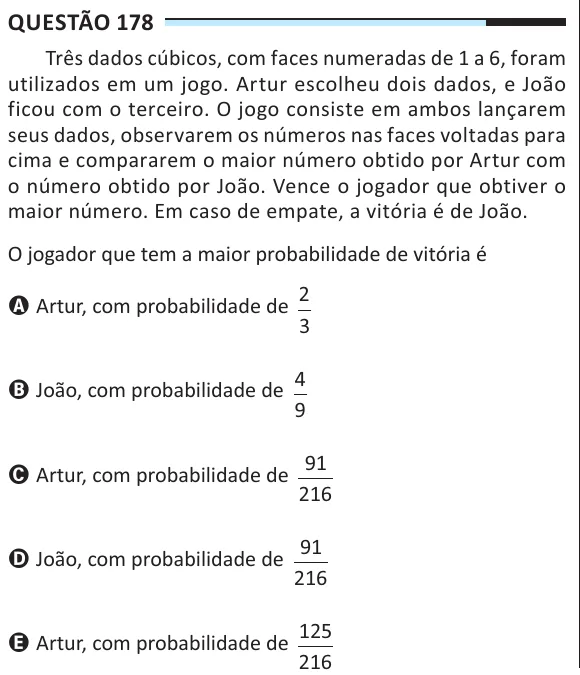 QUESTÃO 178
Três dados cúbicos, com faces numeradas de 1 a 6, foram
utilizados em um jogo. Artur escolheu dois dados, e João
ficou com o terceiro. O jogo consiste em ambos lançarem
seus dados, observarem os números nas faces voltadas para
cima e compararem o maior número obtido por Artur com
o número obtido por João. Vence o jogador que obtiver o
maior número. Em caso de empate, a vitória é de João.
O jogador que tem a maior probabilidade de vitória é
A Artur, com probabilidade de 2/3
B João, com probabilidade de 4/9
C Artur, com probabilidade de 91/216
D João, com probabilidade de 91/216
E Artur, com probabilidade de 125/216